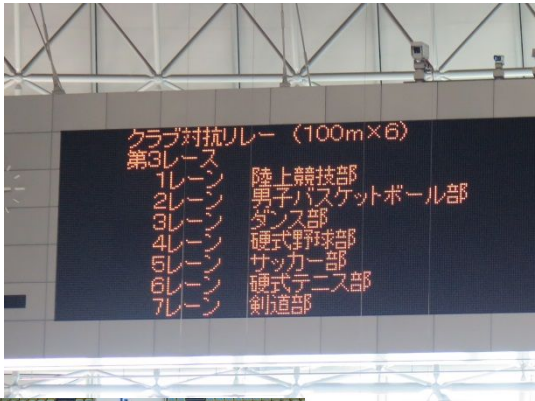 クラブ対抗リレー （100m×6）
第3レース
1レーン 陸上競技部
2レーン 男子バスケットボール部
3レーン ダンス部
4レーン 硬式野球部
5レーン サッカー部
6レーン 硬式テニス部
7レーン 剣道部